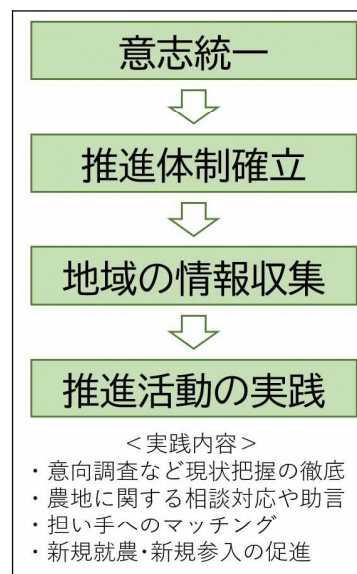 意志統一
推進体制確立
地域の情報収集
推進活動の実践
＜実践内容＞
・意向調査など現状把握の徹底
・農地に関する相談対応や助言
・担い手へのマッチング
・新規就農･新規参入の促進